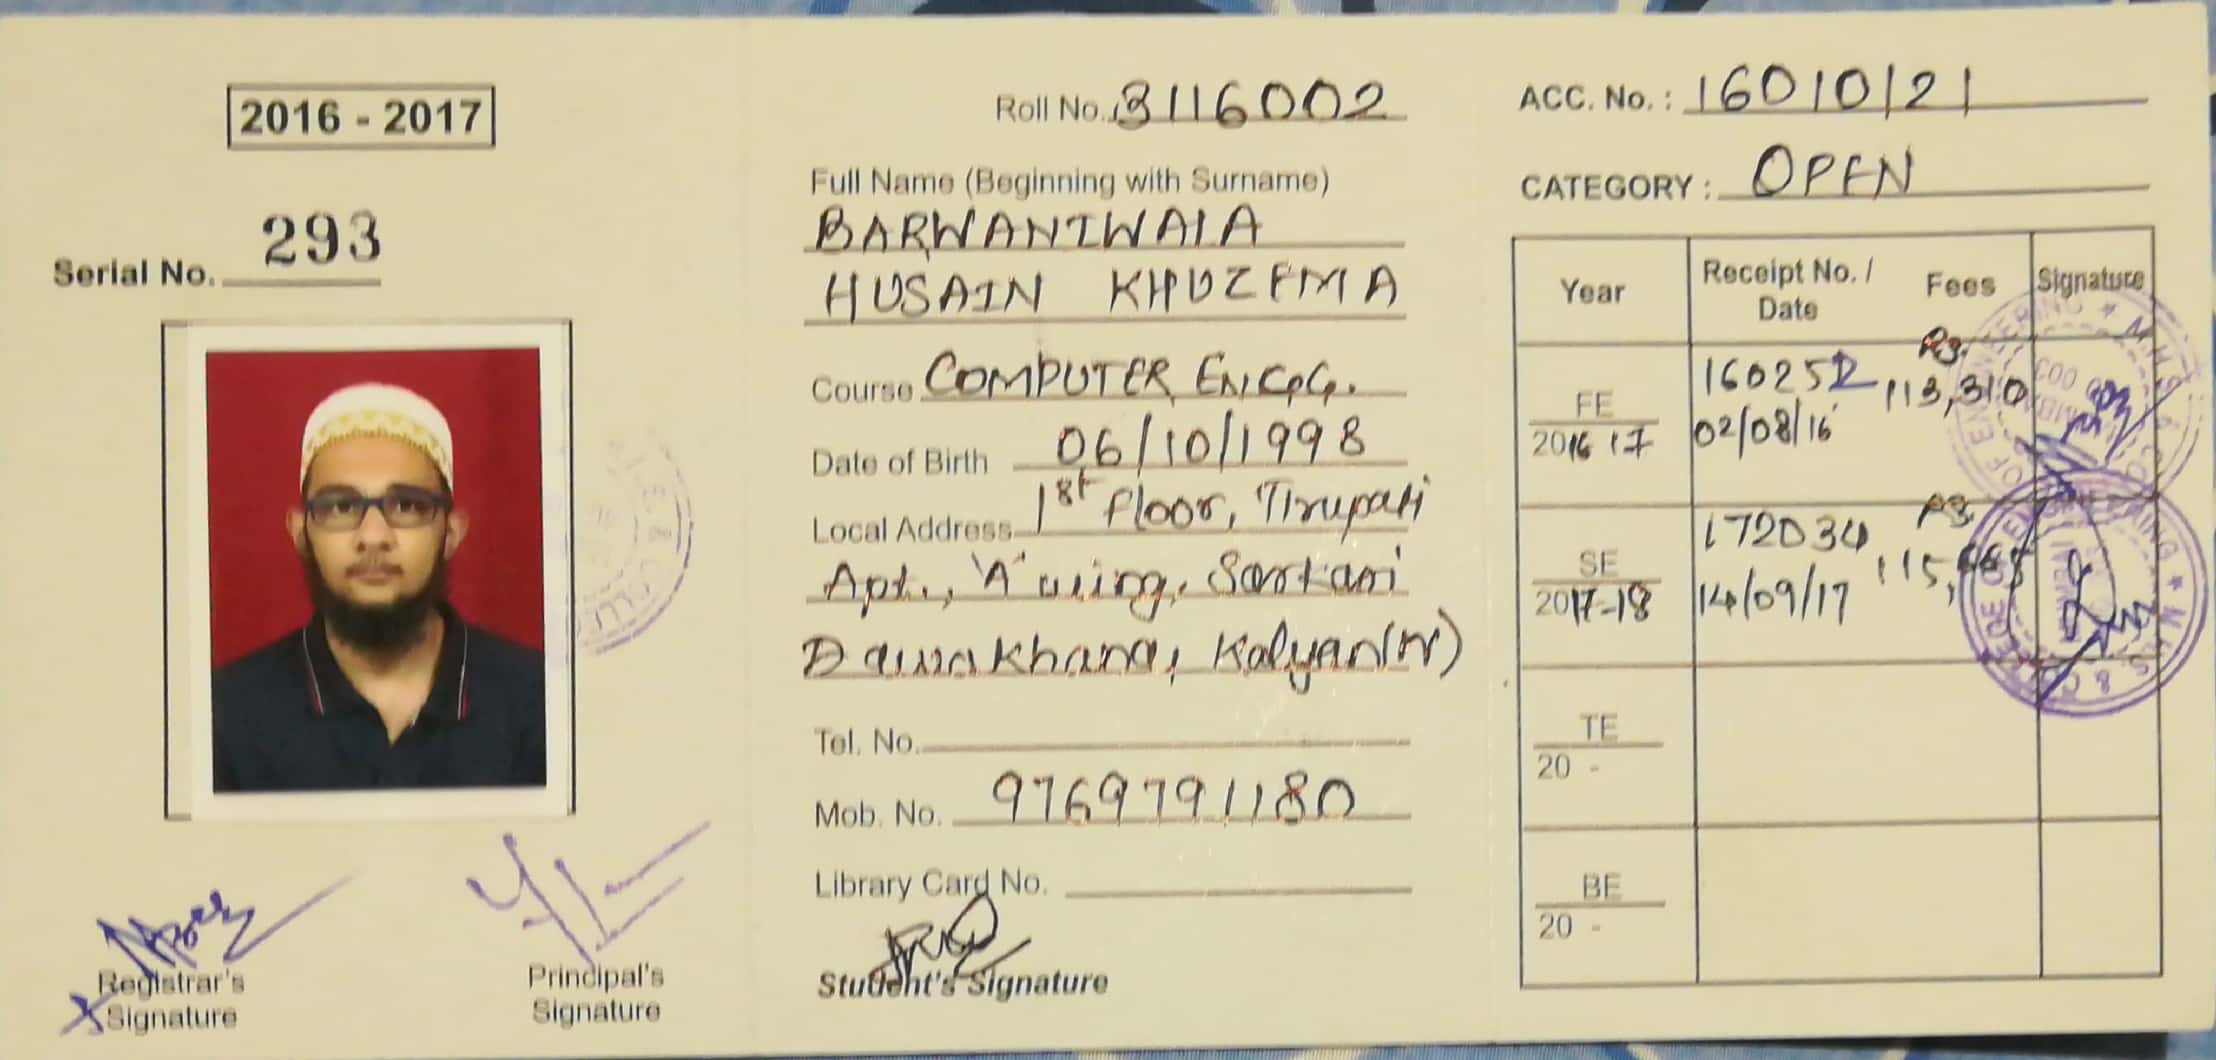 2016 - 2017
Serial No. 293
Registrar's
Signature
Principal's
Signature
Roll No. 3116002
Full Name (Beginning with Surname)
BARWANIWALA
HUSAIN KHUZEMA
Course COMPUTER ENGG.
Date of Birth 06/10/1998
Local Address 1st floor, Tirupati
Apt., 'A' wing, Sarkari
Dawakhana, Kalyan(W)
Tel. No.
Mob. No. 9769791180
Library Card No.
Student's Signature
ACC. No. : 16010121
CATEGORY : OPEN
Year Receipt No. / Date Fees Signature
FE 160252 Rs.
2016 17 02/08/16 113,310
SE 172034 Rs.
2017-18 14/09/17
TE
20 -
BE
20 -